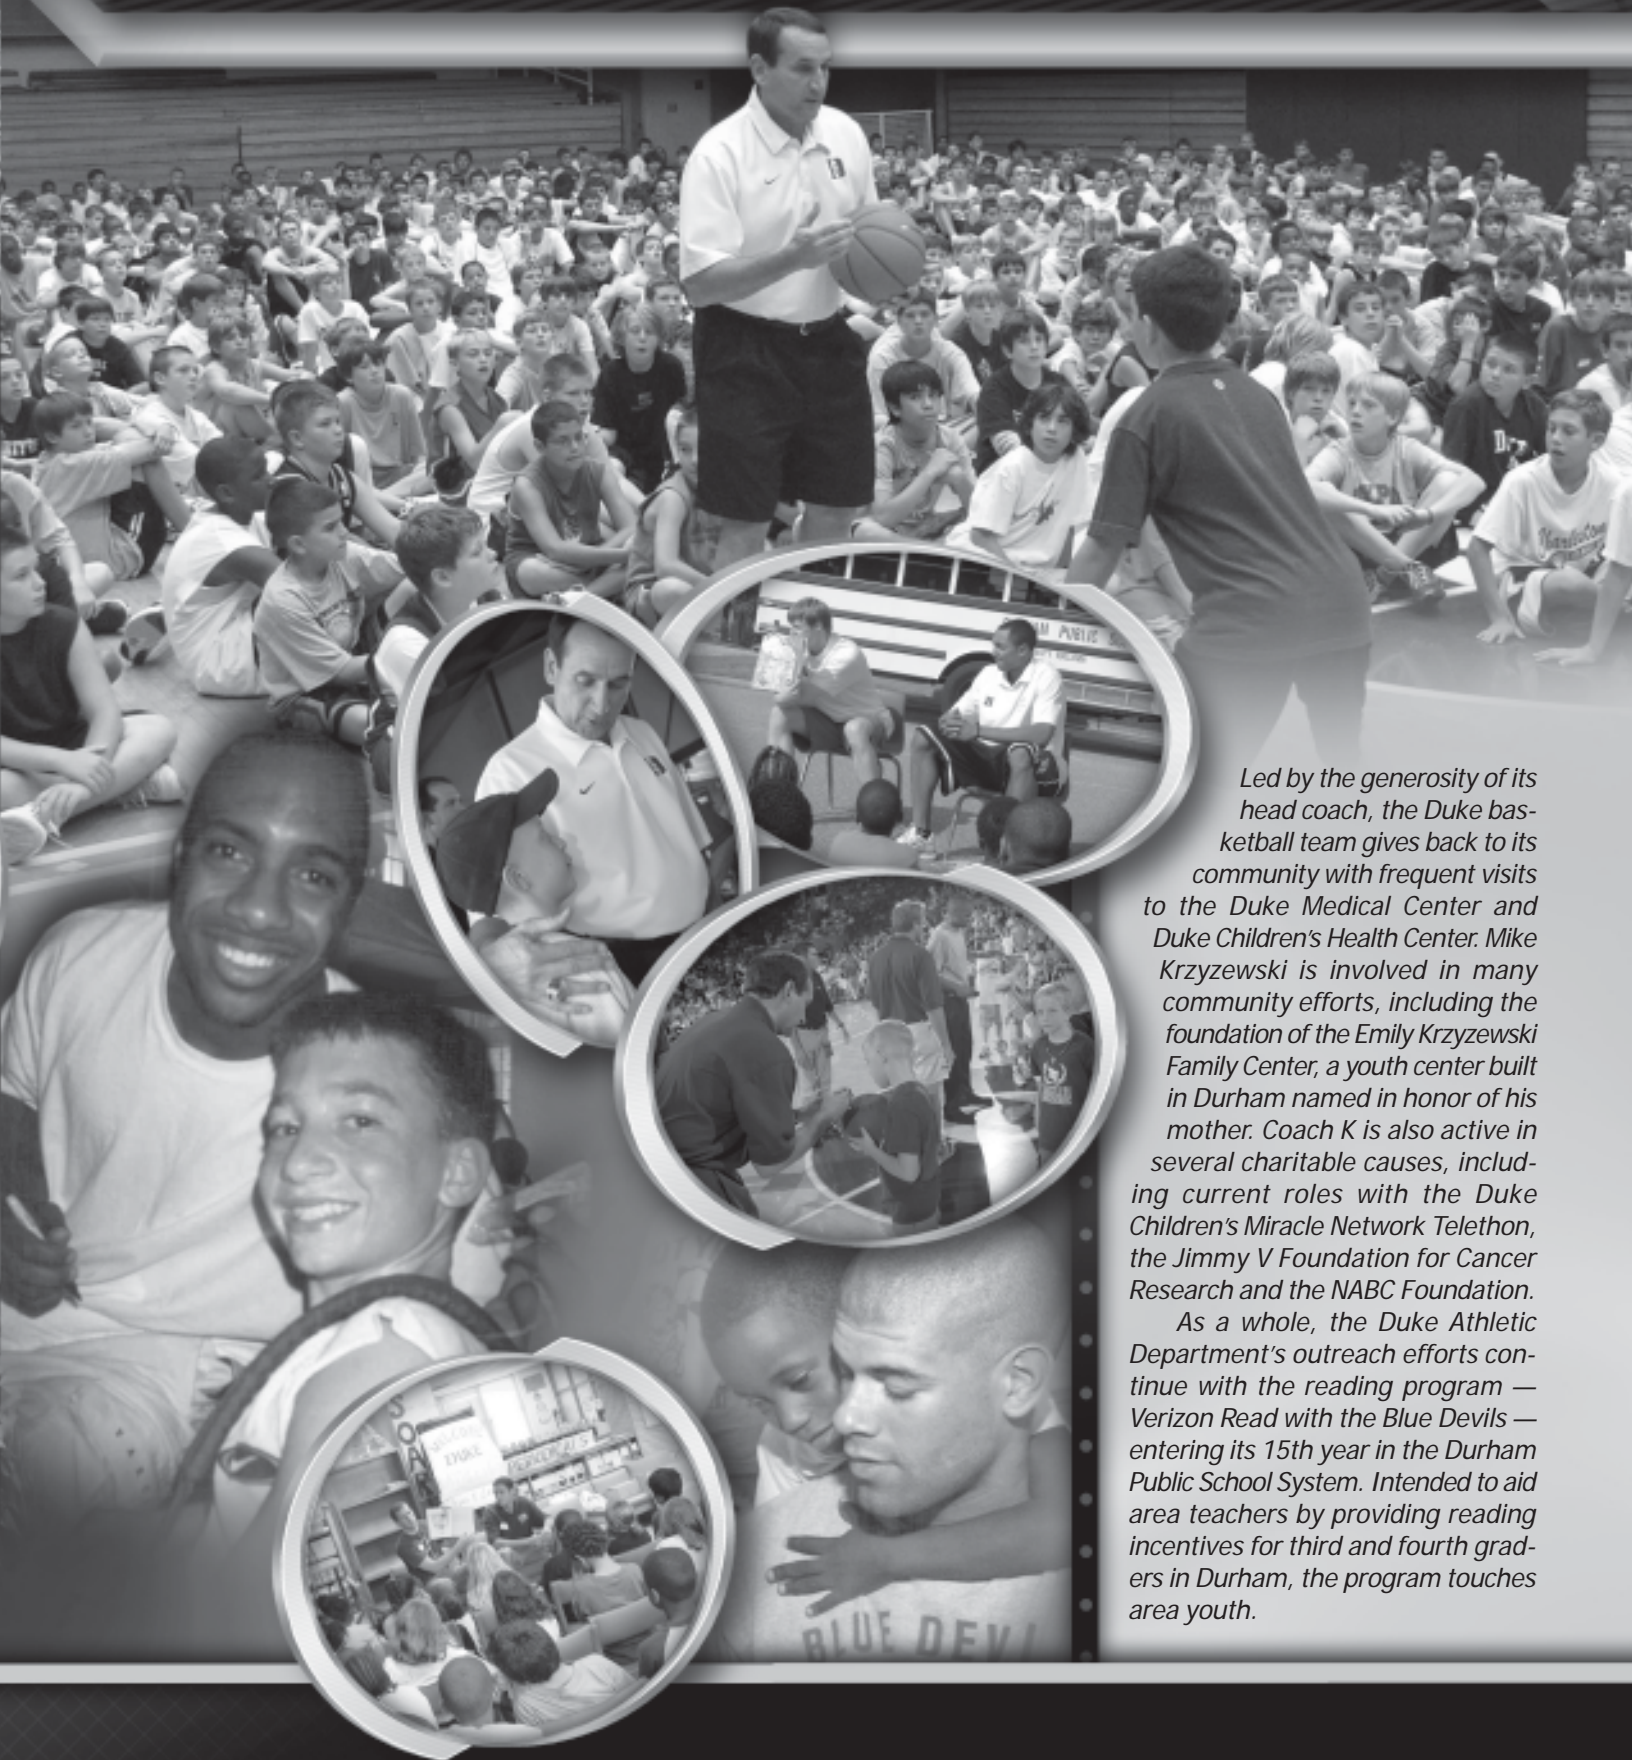 M PUBLIC S
Led by the generosity of its
head coach, the Duke bas-
ketball team gives back to its
community with frequent visits
to the Duke Medical Center and
Duke Children's Health Center. Mike
Krzyzewski is involved in many
community efforts, including the
foundation of the Emily Krzyzewski
Family Center, a youth center built
in Durham named in honor of his
mother. Coach K is also active in
several charitable causes, includ-
ing current roles with the Duke
Children's Miracle Network Telethon,
the Jimmy V Foundation for Cancer
Research and the NABC Foundation.
As a whole, the Duke Athletic
Department's outreach efforts con-
tinue with the reading program —
Verizon Read with the Blue Devils —
entering its 15th year in the Durham
Public School System. Intended to aid
area teachers by providing reading
incentives for third and fourth grad-
ers in Durham, the program touches
area youth.
SOAR
DUKE
BLUE DEVI